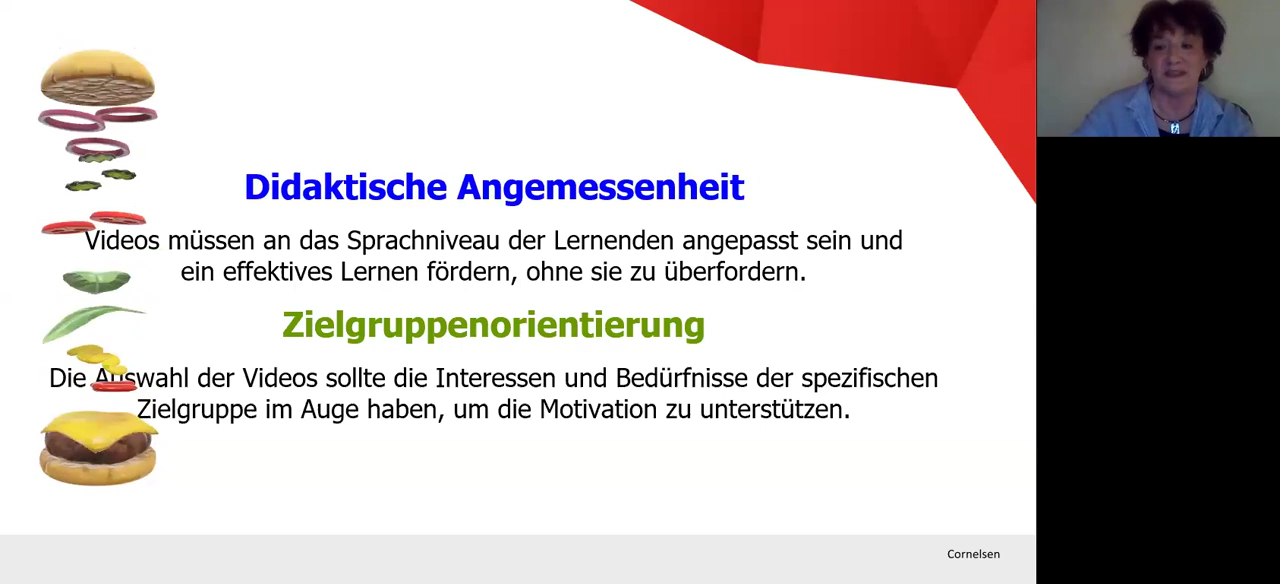 Didaktische Angemessenheit
Videos müssen an das Sprachniveau der Lernenden angepasst sein und
ein effektives Lernen fördern, ohne sie zu überfordern.
Zielgruppenorientierung
Die Auswahl der Videos sollte die Interessen und Bedürfnisse der spezifischen
Zielgruppe im Auge haben, um die Motivation zu unterstützen.
Cornelsen